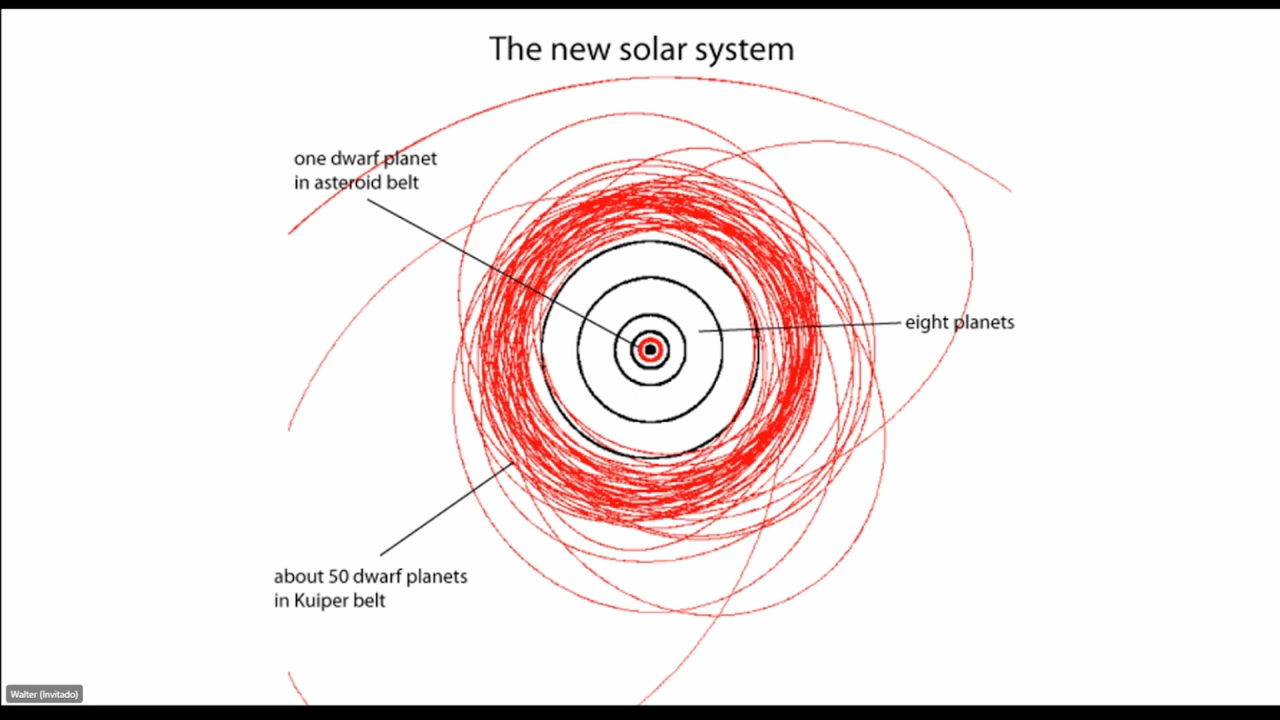 The new solar system
one dwarf planet
in asteroid belt
eight planets
about 50 dwarf planets
in Kuiper belt
Walter (Invitado)